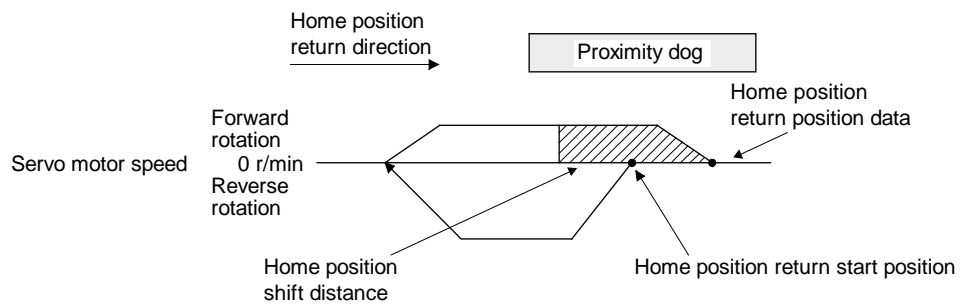 Home position
return direction
Proximity dog
Home position
return position data
Forward
rotation
Servo motor speed 0 r/min
Reverse
rotation
Home position
shift distance
Home position return start position